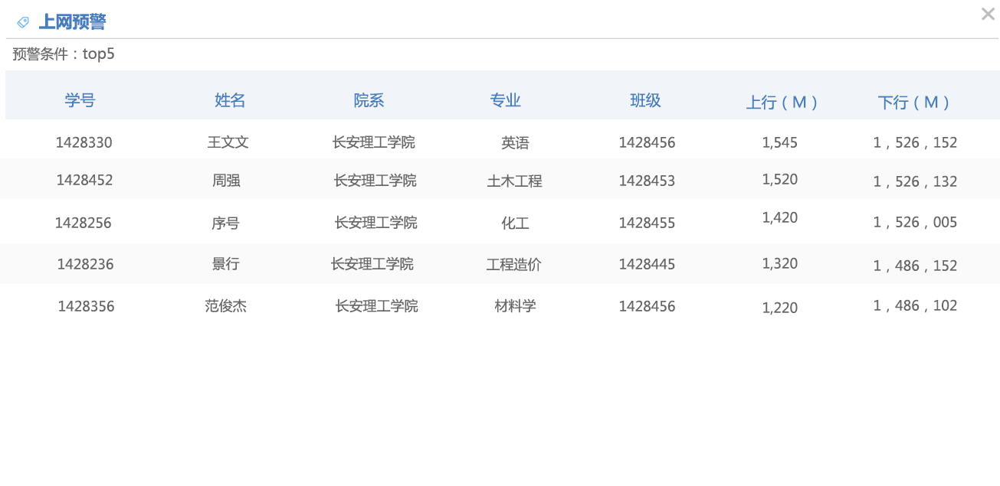 上网预警
预警条件：top5
学号 姓名 院系 专业 班级 上行（M） 下行（M）
1428330 王文文 长安理工学院 英语 1428456 1,545 1，526，152
1428452 周强 长安理工学院 土木工程 1428453 1,520 1，526，132
1428256 序号 长安理工学院 化工 1428455 1,420 1，526，005
1428236 景行 长安理工学院 工程造价 1428445 1,320 1，486，152
1428356 范俊杰 长安理工学院 材料学 1428456 1,220 1，486，102